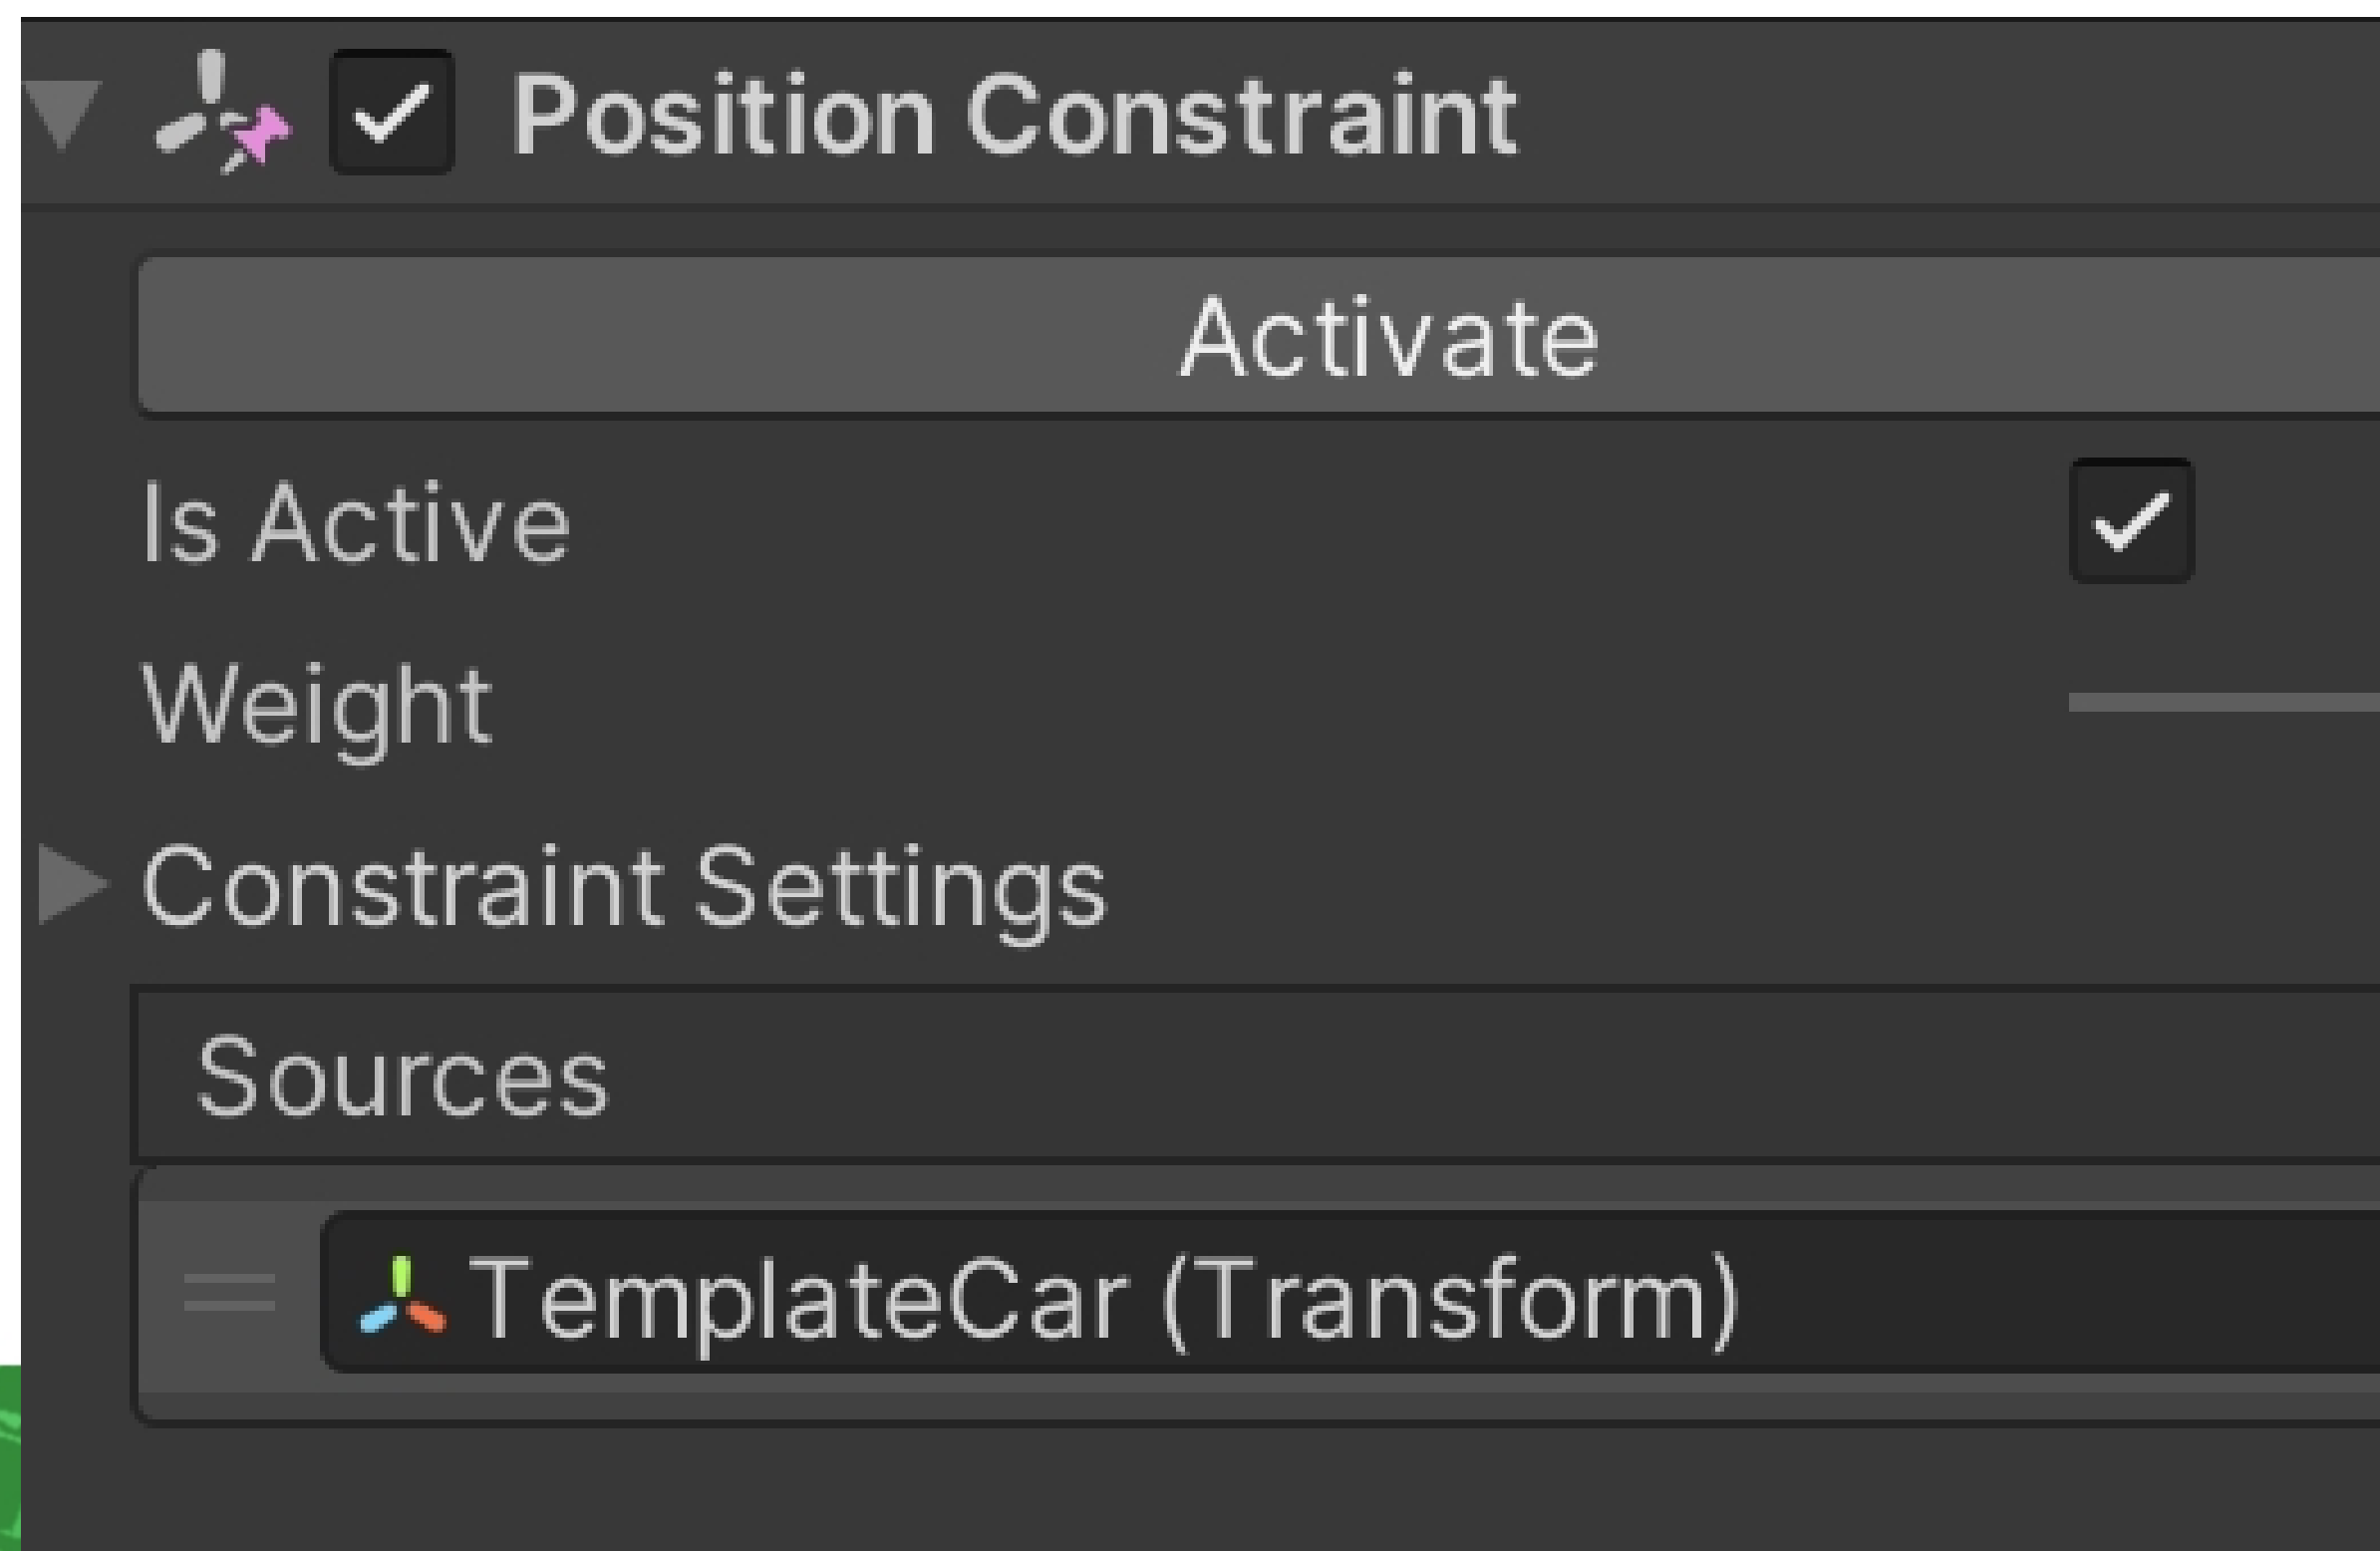 Position Constraint
Activate
Is Active
Weight
Constraint Settings
Sources
TemplateCar (Transform)